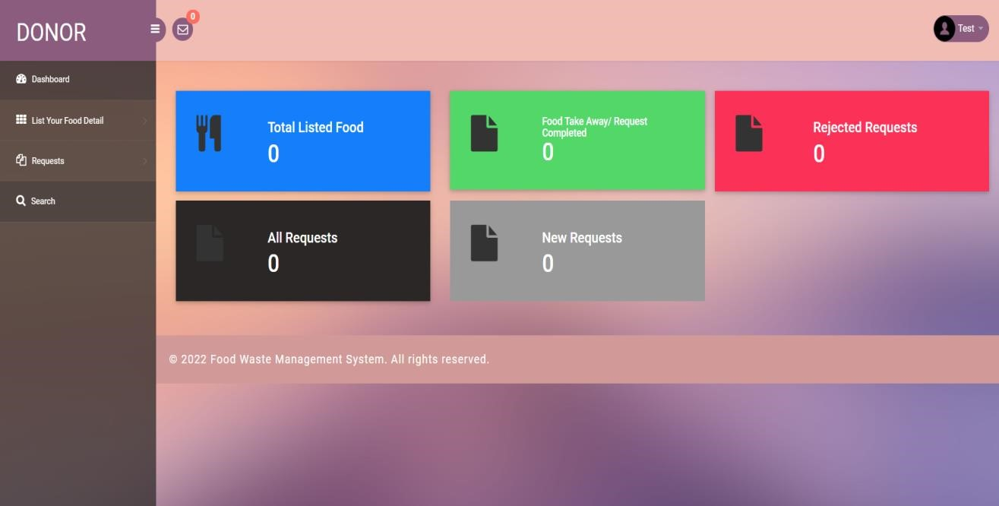 DONOR
0
Test
Dashboard
List Your Food Detail
Requests
Search
Total Listed Food
0
Food Take Away/ Request
Completed
0
Rejected Requests
0
All Requests
0
New Requests
0
© 2022 Food Waste Management System. All rights reserved.